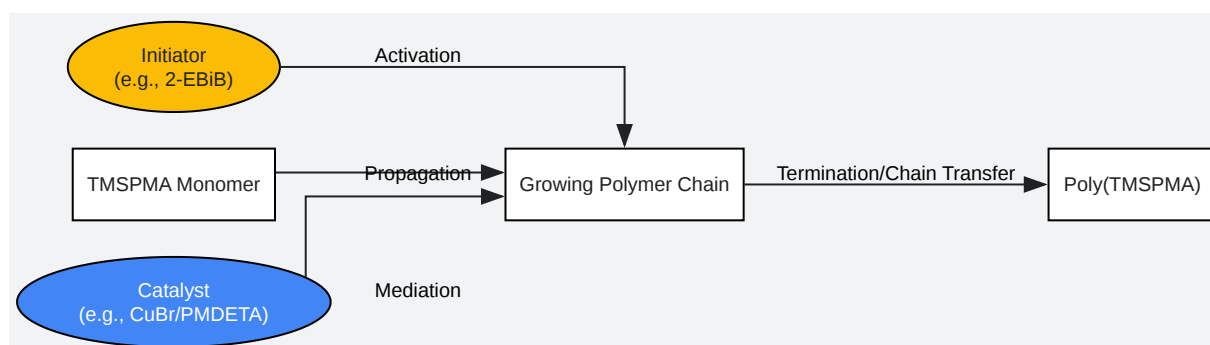 Initiator
(e.g., 2-EBiB)
Activation
TMSPMA Monomer
Propagation
Growing Polymer Chain
Termination/Chain Transfer
Poly(TMSPMA)
Catalyst
(e.g., CuBr/PMDETA)
Mediation